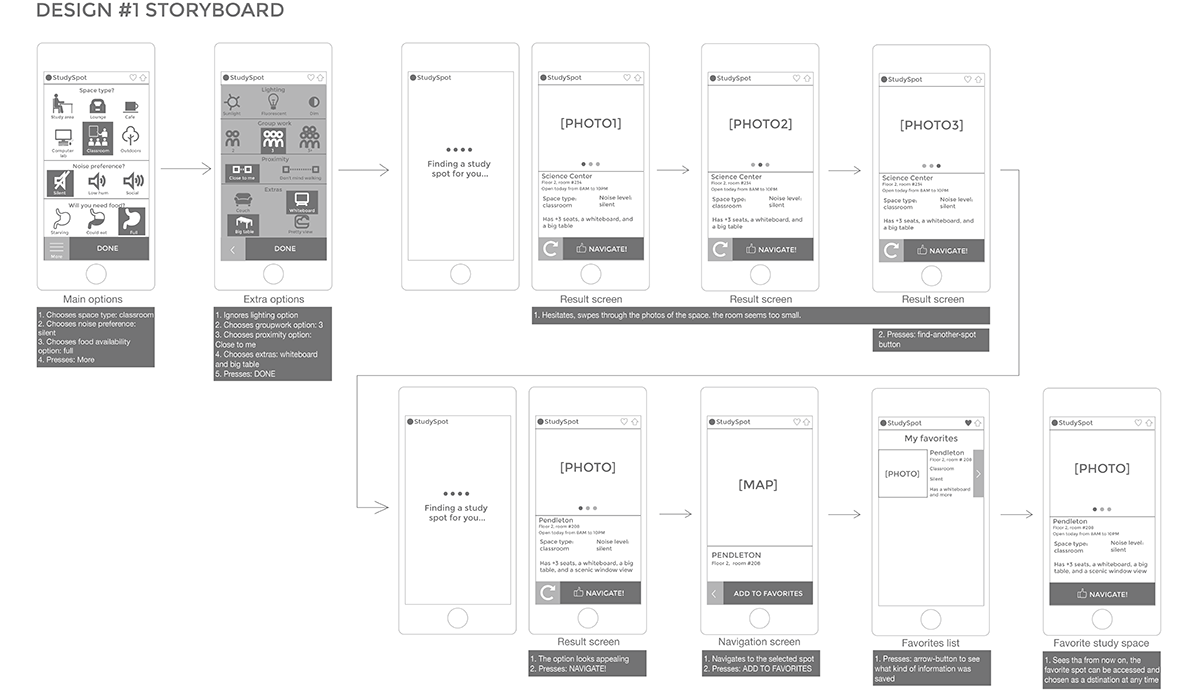 DESIGN #1 STORYBOARD
StudySpot
Space type?
Study area
Lounge
Cafe
Computer
lab
Classroom
Outdoors
Noise preference?
Silent
Low hum
Social
Will you need food?
Starving
Could eat
Full
More
DONE
Main options
1. Chooses space type: classroom
2. Chooses noise preference:
silent
3. Chooses food availability
option: full
4. Presses: More
StudySpot
Lighting
Sunlight
Fluorescent
Dim
Group work
2
3
3+
Proximity
Close to me
Don't mind walking
Extras
Couch
Whiteboard
Big table
Pretty view
DONE
Extra options
1. Ignores lighting option
2. Chooses groupwork option: 3
3. Chooses proximity option:
Close to me
4. Chooses extras: whiteboard
and big table
5. Presses: DONE
StudySpot
Finding a study
spot for you...
StudySpot
[PHOTO1]
Science Center
Floor 2, room #234
Open today from 8AM to 10PM
Space type:
classroom
Noise level:
silent
Has +3 seats, a whiteboard, and
a big table
NAVIGATE!
Result screen
StudySpot
[PHOTO2]
Science Center
Floor 2, room #234
Open today from 8AM to 10PM
Space type:
classroom
Noise level:
silent
Has +3 seats, a whiteboard, and
a big table
NAVIGATE!
Result screen
StudySpot
[PHOTO3]
Science Center
Floor 2, room #234
Open today from 8AM to 10PM
Space type:
classroom
Noise level:
silent
Has +3 seats, a whiteboard, and
a big table
NAVIGATE!
Result screen
1. Hesitates, swpes through the photos of the space. the room seems too small.
2. Presses: find-another-spot
button
StudySpot
Finding a study
spot for you...
StudySpot
[PHOTO]
Pendleton
Floor 2, room #208
Open today from 8AM to 10PM
Space type:
classroom
Noise level:
silent
Has +3 seats, a whiteboard, a big
table, and a scenic window view
NAVIGATE!
Result screen
1. The option looks appealing
2. Presses: NAVIGATE!
StudySpot
[MAP]
PENDLETON
Floor 2, room #208
ADD TO FAVORITES
Navigation screen
1. Navigates to the selected spot
2. Presses: ADD TO FAVORITES
StudySpot
My favorites
[PHOTO]
Pendleton
Floor 2, room # 208
Classroom
Silent
Has a whiteboard
and more
Favorites list
1. Presses: arrow-button to see
what kind of information was
saved
StudySpot
[PHOTO]
Pendleton
Floor 2, room #208
Open today from 8AM to 10PM
Space type:
classroom
Noise level:
silent
Has +3 seats, a whiteboard, a big
table, and a scenic window view
NAVIGATE!
Favorite study space
1. Sees tha from now on, the
favorite spot can be accessed and
chosen as a dstination at any time